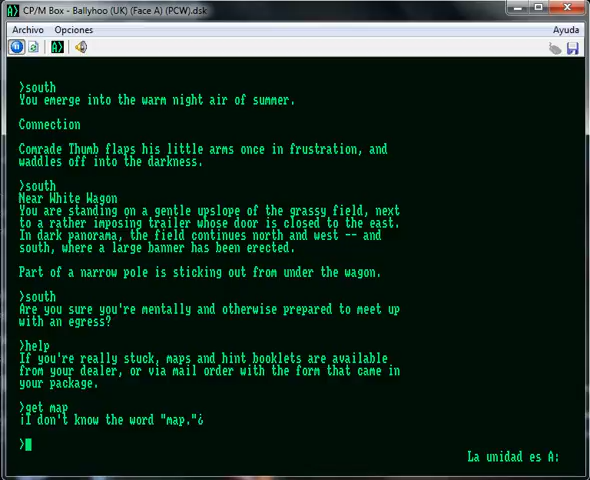 CP/M Box - Ballyhoo (UK) (Face A) (PCW).dsk
Archivo Opciones Ayuda
A>
>south
You emerge into the warm night air of summer.
Connection
Comrade Thumb flaps his little arms once in frustration, and
waddles off into the darkness.
>south
Near White Wagon
You are standing on a gentle upslope of the grassy field, next
to a rather imposing trailer whose door is closed to the east.
In dark panorama, the field continues north and west -- and
south, where a large banner has been erected.
Part of a narrow pole is sticking out from under the wagon.
>south
Are you sure you're mentally and otherwise prepared to meet up
with an egress?
>help
If you're really stuck, maps and hint booklets are available
from your dealer, or via mail order with the form that came in
your package.
>get map
¡I don't know the word "map."¿
>
La unidad es A: